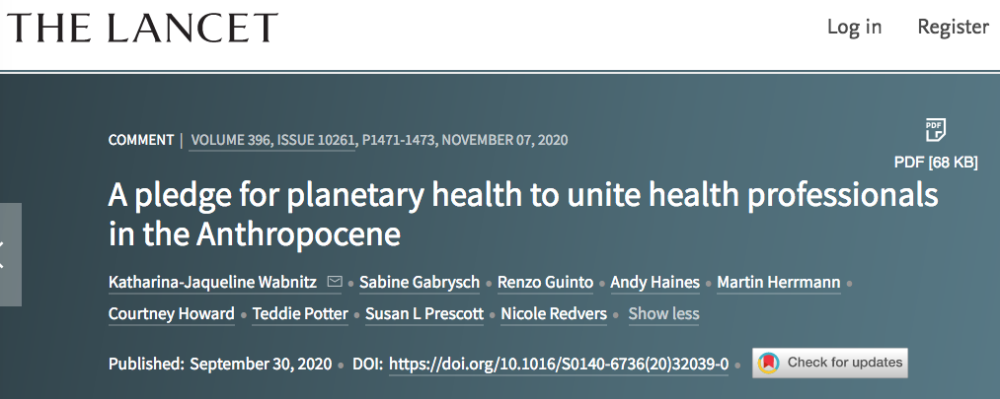 THE LANCET
Log in Register
COMMENT | VOLUME 396, ISSUE 10261, P1471-1473, NOVEMBER 07, 2020
PDF
PDF [68 KB]
A pledge for planetary health to unite health professionals
in the Anthropocene
Katharina-Jaqueline Wabnitz • Sabine Gabrysch • Renzo Guinto • Andy Haines • Martin Herrmann •
Courtney Howard • Teddie Potter • Susan L Prescott • Nicole Redvers • Show less
Published: September 30, 2020 • DOI: https://doi.org/10.1016/S0140-6736(20)32039-0 •
Check for updates